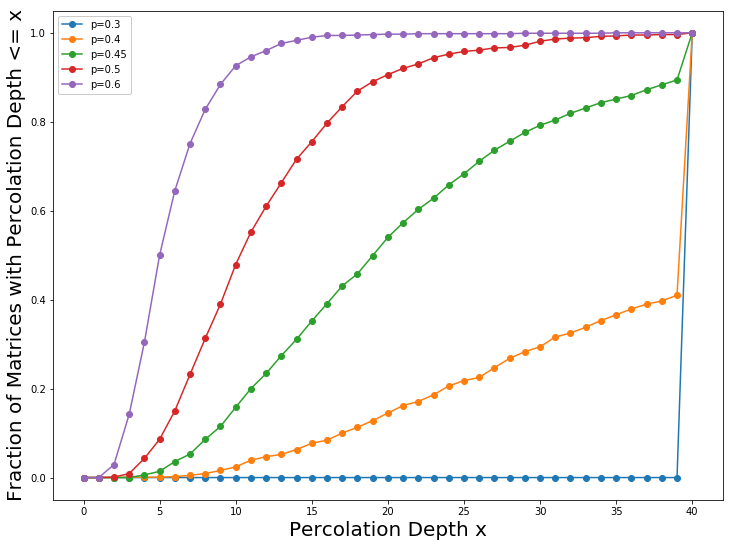 p=0.3
p=0.4
p=0.45
p=0.5
p=0.6
Fraction of Matrices with Percolation Depth <= x
1.0
0.8
0.6
0.4
0.2
0.0
0 5 10 15 20 25 30 35 40
Percolation Depth x